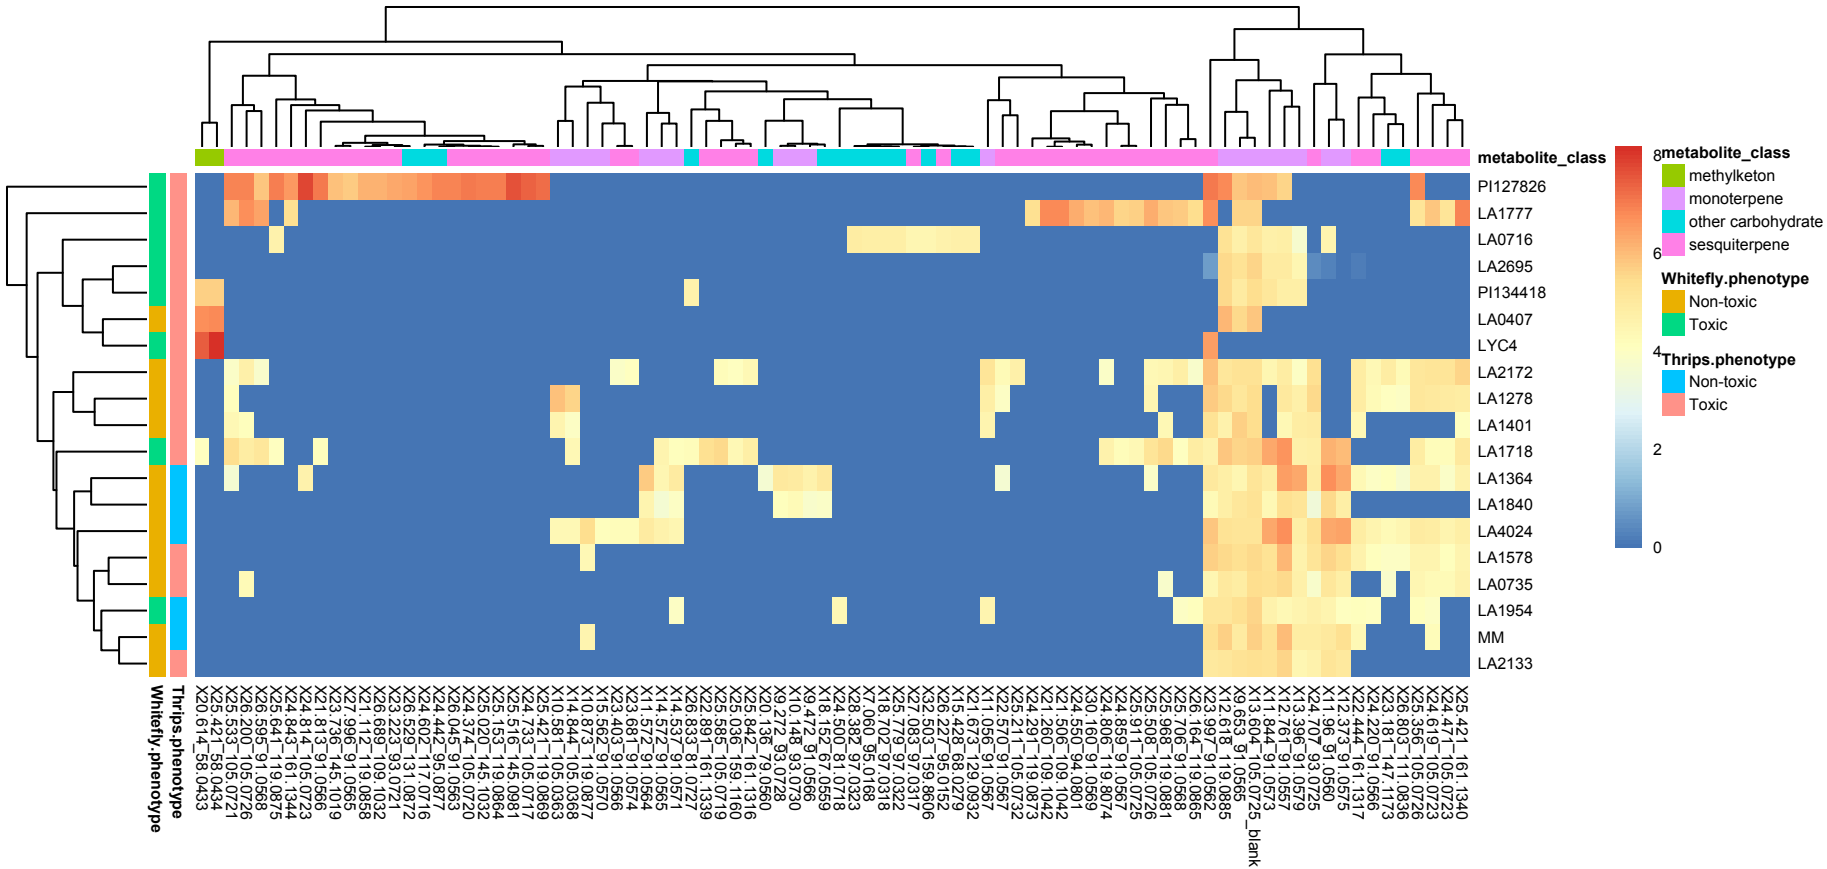 metabolite_class
PI127826
LA1777
LA0716
LA2695
PI134418
LA0407
LYC4
LA2172
LA1278
LA1401
LA1718
LA1364
LA1840
LA4024
LA1578
LA0735
LA1954
MM
LA2133
8
6
4
2
0
metabolite_class
methylketon
monoterpene
other carbohydrate
sesquiterpene
Whitefly.phenotype
Non-toxic
Toxic
Thrips.phenotype
Non-toxic
Toxic
Whitefly.phenotype
Thrips.phenotype
X20.614_58.0433
X25.421_58.0434
X25.533_105.0721
X26.200_105.0726
X26.595_91.0568
X25.641_119.0875
X24.843_161.1344
X24.814_105.0723
X21.813_91.0566
X23.736_145.1019
X27.996_91.0565
X21.112_119.0858
X26.689_109.1032
X23.223_93.0721
X26.529_131.0872
X24.602_117.0716
X24.442_95.0877
X26.045_91.0563
X24.374_105.0720
X25.020_145.1032
X25.153_119.0864
X25.516_145.0981
X24.733_105.0717
X25.421_119.0869
X10.581_105.0363
X14.844_105.0368
X10.873_119.0877
X15.562_91.0570
X23.403_91.0566
X23.081_91.0574
X11.572_91.0564
X14.572_91.0565
X14.537_91.0571
X26.833_81.0727
X22.891_161.1339
X25.585_105.0719
X25.036_159.1160
X25.842_161.1316
X20.136_79.0560
X9.272_93.0728
X10.148_93.0730
X9.472_91.0566
X18.152_67.0559
X24.500_81.0718
X28.382_97.0323
X7.060_95.0168
X18.702_97.0318
X25.779_97.0322
X27.083_97.0317
X32.503_159.8606
X26.227_95.0152
X15.428_68.0279
X21.673_129.0932
X11.056_91.0567
X22.570_91.0567
X25.211_105.0732
X24.291_119.0873
X21.260_109.1042
X21.506_109.1042
X24.550_94.0801
X30.160_91.0569
X24.806_119.8074
X24.859_91.0567
X25.911_105.0725
X25.508_105.0726
X25.968_119.0881
X25.706_91.0568
X26.164_119.0865
X23.997_91.0562
X12.618_119.0885
X9.653_91.0565
X13.604_105.0725_blank
X11.844_91.0573
X12.761_91.0557
X13.396_91.0579
X24.707_93.0725
X11.996_91.0560
X12.373_91.0575
X22.444_161.1317
X24.220_91.0566
X23.181_147.1173
X26.803_111.0836
X25.356_105.0726
X24.619_105.0723
X24.471_105.0723
X25.421_161.1340